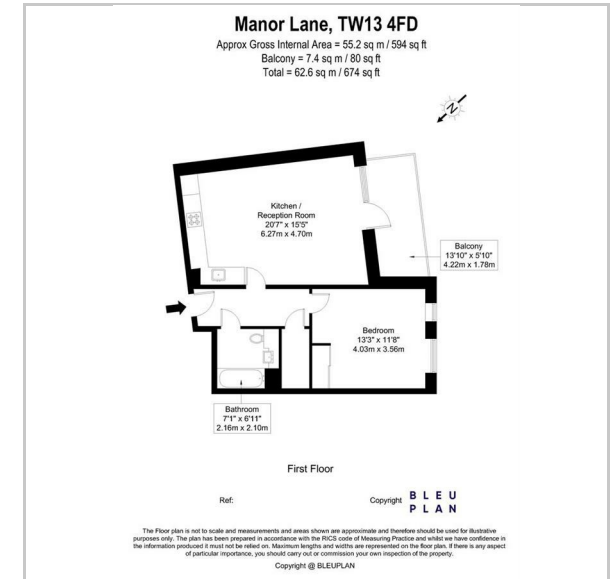 Manor Lane, TW13 4FD
Approx Gross Internal Area = 55.2 sq m / 594 sq ft
Balcony = 7.4 sq m / 80 sq ft
Total = 62.6 sq m / 674 sq ft
N
Kitchen /
Reception Room
20'7" x 15'5"
6.27m x 4.70m
Balcony
13'10" x 5'10"
4.22m x 1.78m
Bedroom
13'3" x 11'8"
4.03m x 3.56m
Bathroom
7'1" x 6'11"
2.16m x 2.10m
First Floor
Ref:
Copyright
BLEU
PLAN
The Floor plan is not to scale and measurements and areas shown are approximate and therefore should be used for illustrative
purposes only. The plan has been prepared in accordance with the RICS code of Measuring Practice and whilst we have confidence in
the information produced it must not be relied on. Maximum lengths and widths are represented on the floor plan. If there is any aspect
of particular importance, you should carry out or commission your own inspection of the property.
Copyright @ BLEUPLAN